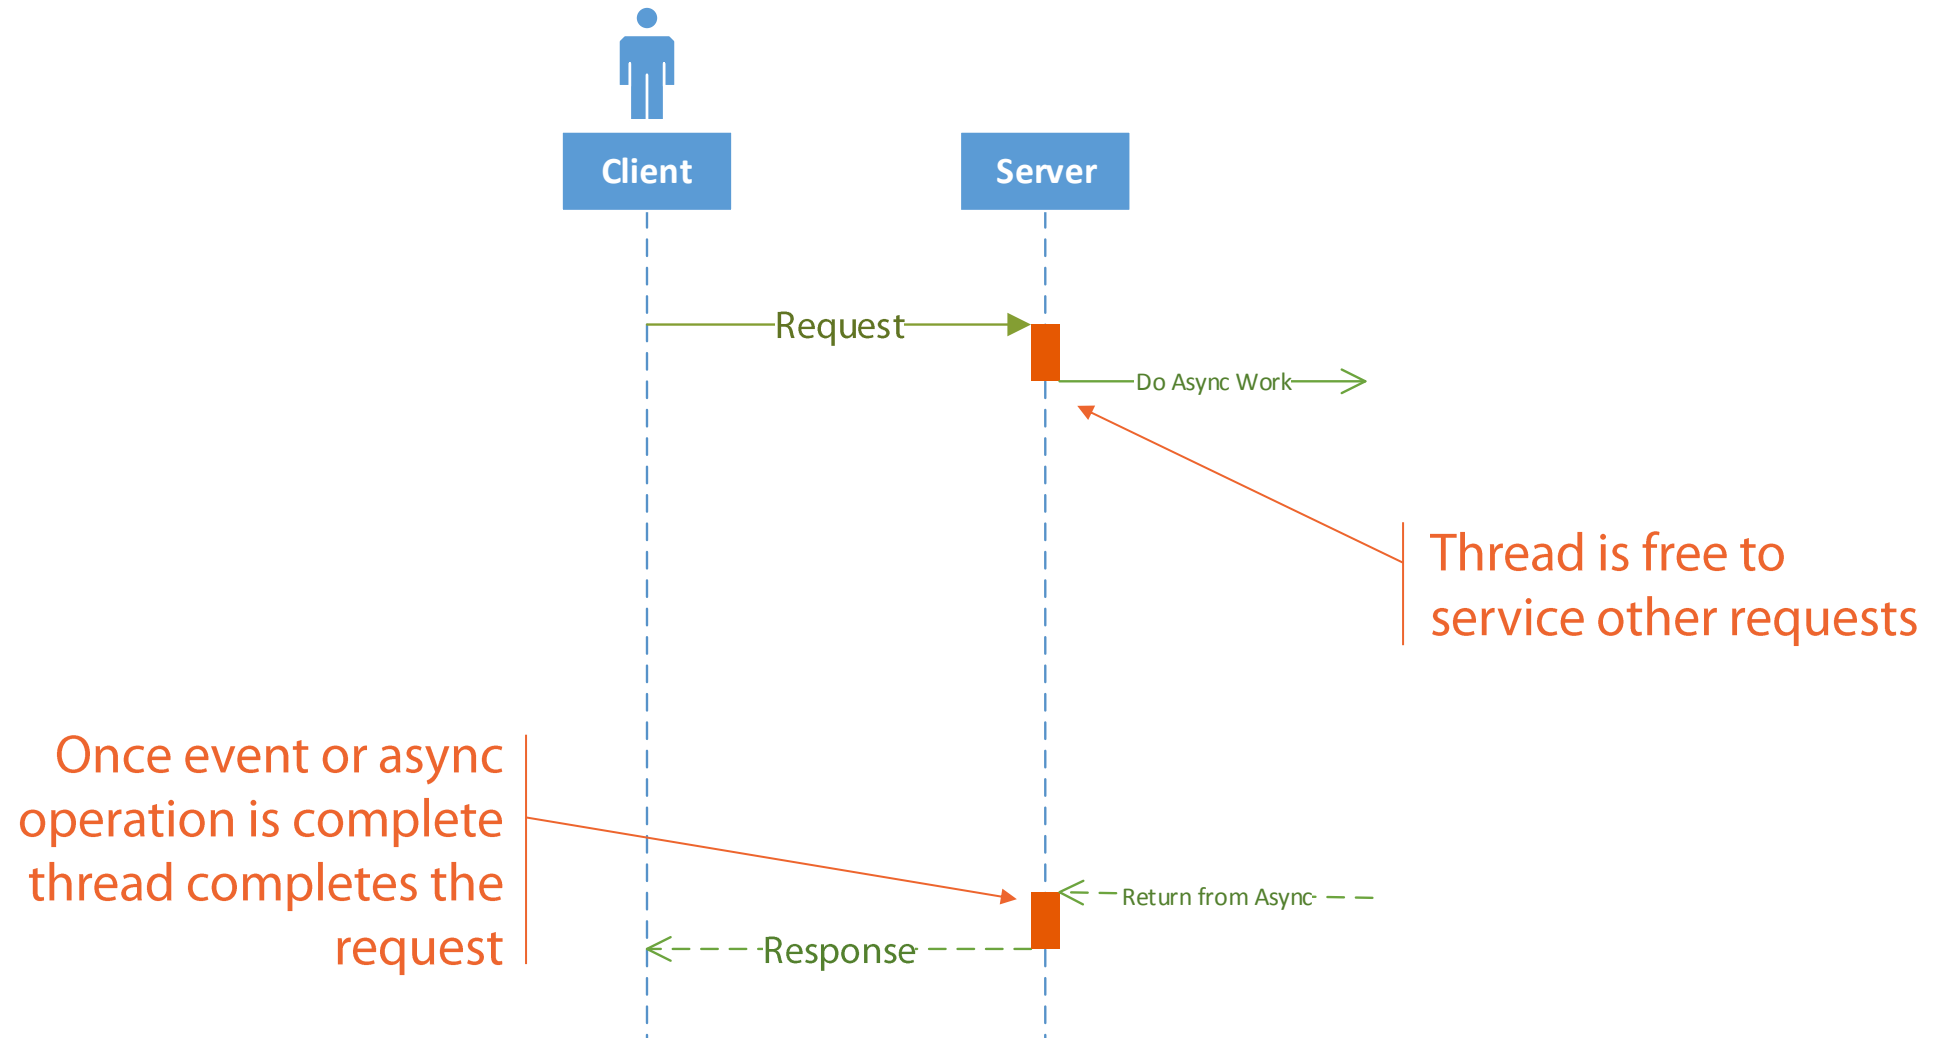 Client
Server
Request
Do Async Work
Thread is free to
service other requests
Once event or async
operation is complete
thread completes the
request
Return from Async
Response